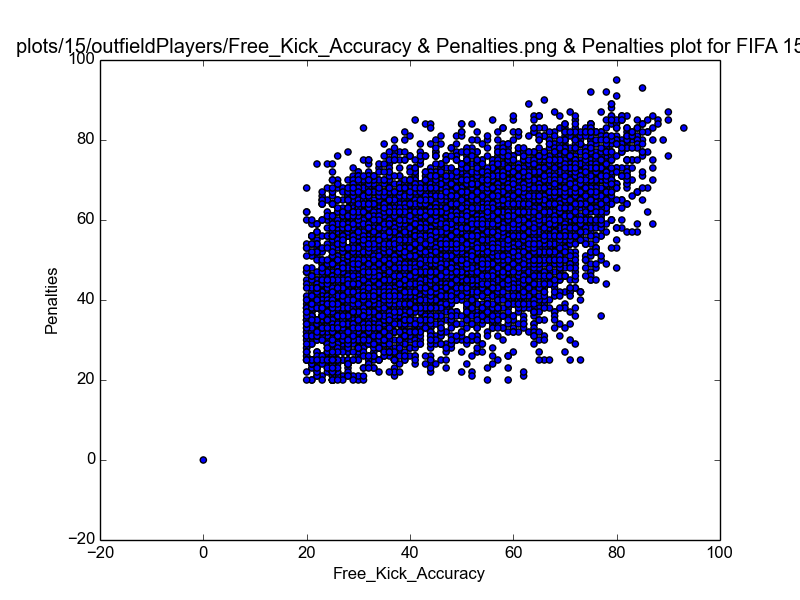 plots/15/outfieldPlayers/Free_Kick_Accuracy & Penalties.png & Penalties plot for FIFA 15
100
80
60
40
20
0
−20
Penalties
−20 0 20 40 60 80 100
Free_Kick_Accuracy